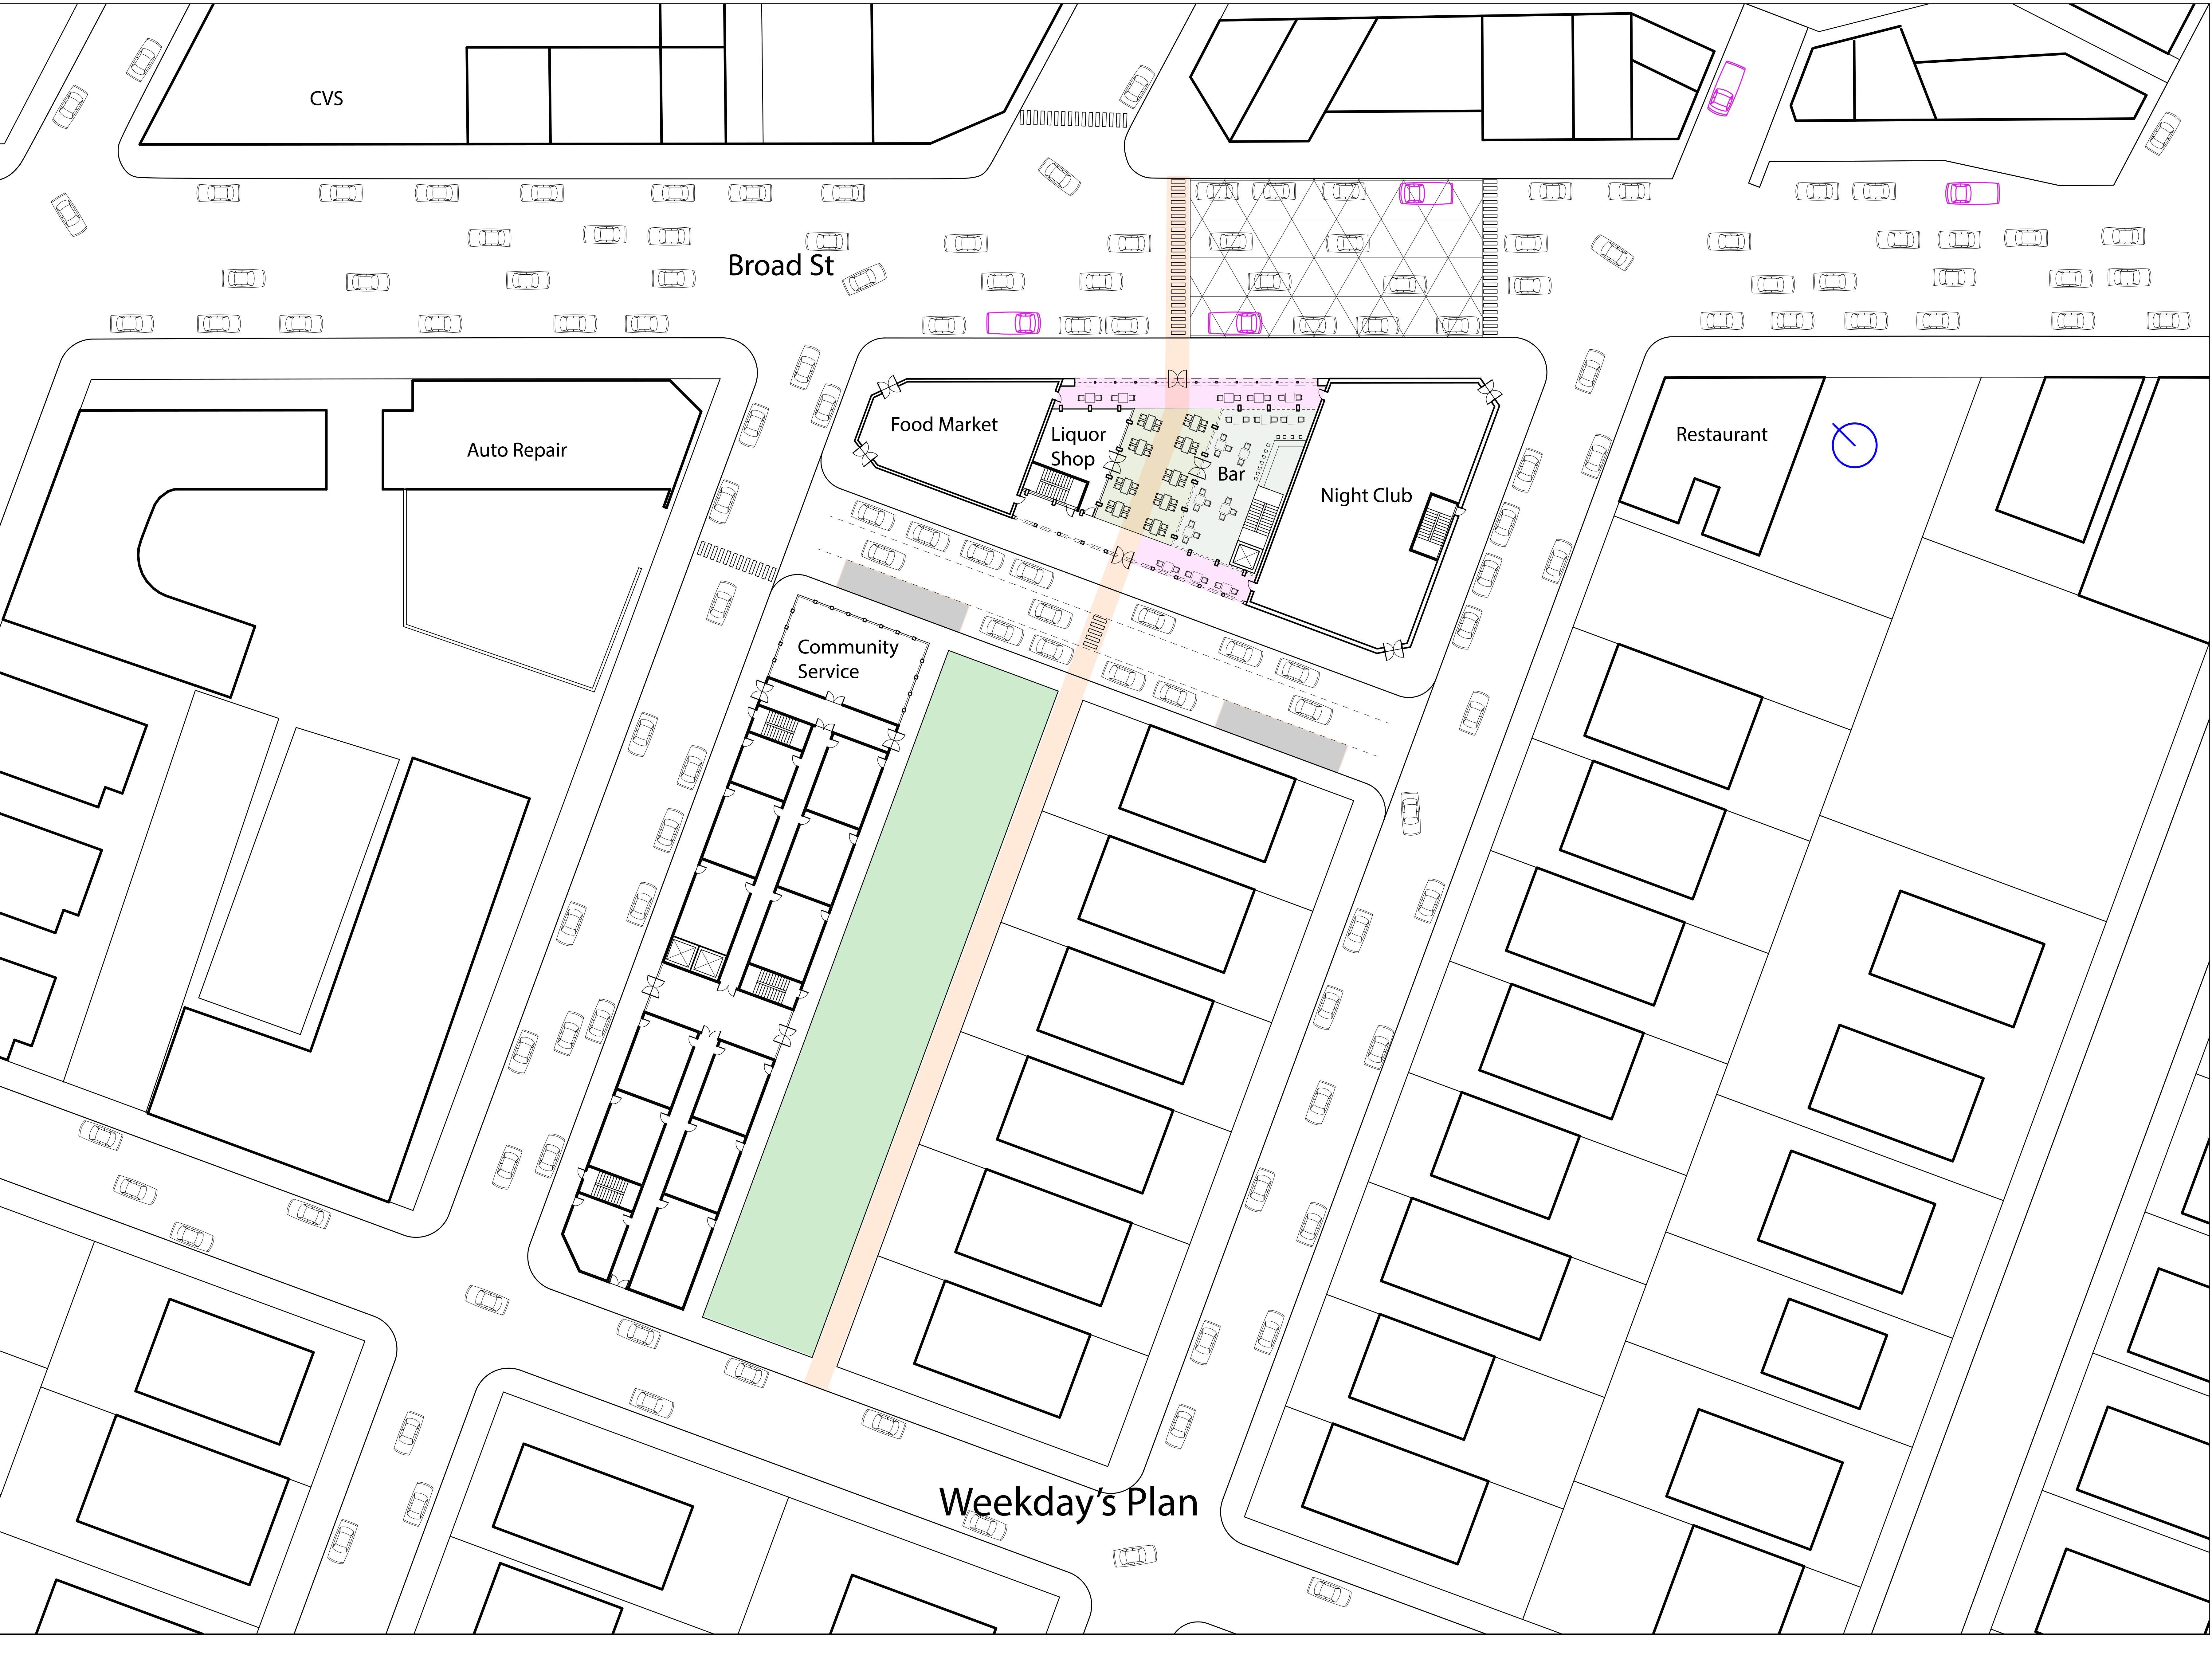 CVS
Broad St
Food Market
Liquor
Shop
Bar
Night Club
Restaurant
Auto Repair
Community
Service
Weekday's Plan